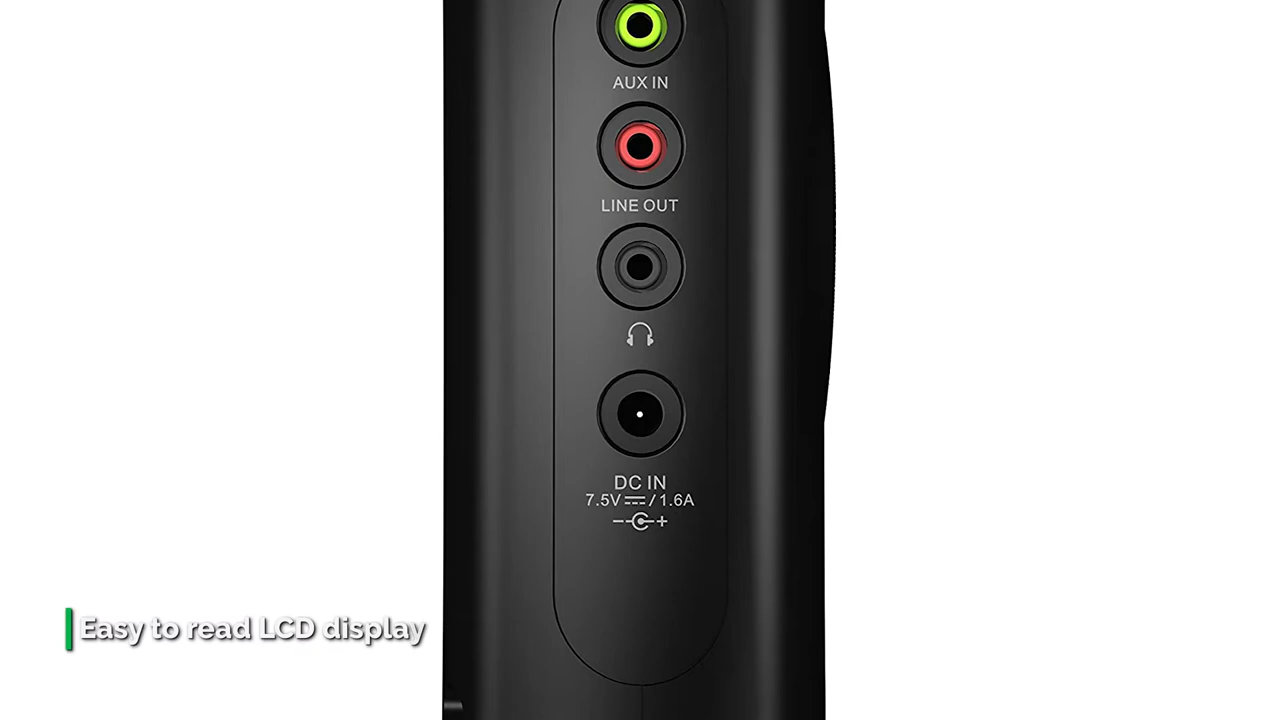 AUX IN
LINE OUT
DC IN
7.5V⎓/1.6A
Easy to read LCD display